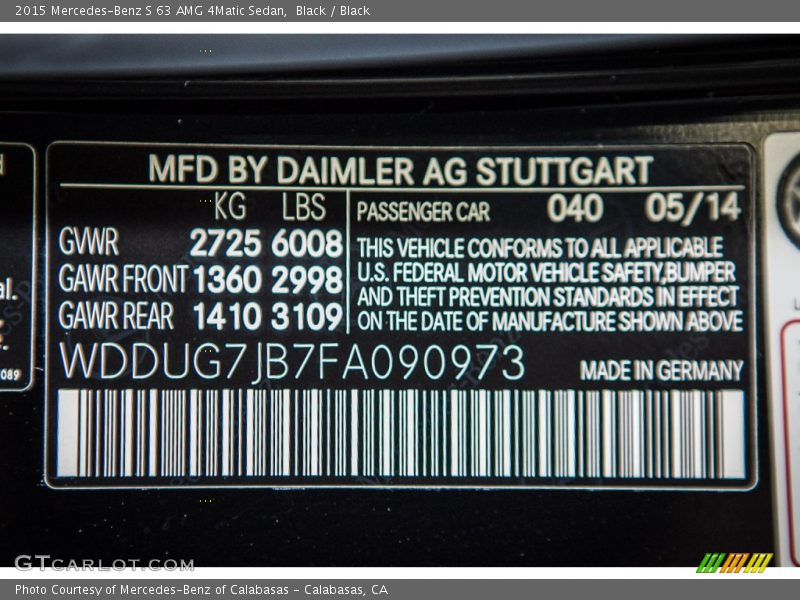 2015 Mercedes-Benz S 63 AMG 4Matic Sedan, Black / Black
MFD BY DAIMLER AG STUTTGART
KG LBS
GWWR 2725 6008
GAWR FRONT 1360 2998
GAWR REAR 1410 3109
PASSENGER CAR 040 05/14
THIS VEHICLE CONFORMS TO ALL APPLICABLE
U.S. FEDERAL MOTOR VEHICLE SAFETY,BUMPER
AND THEFT PREVENTION STANDARDS IN EFFECT
ON THE DATE OF MANUFACTURE SHOWN ABOVE
WDDUG7JB7FA090973
MADE IN GERMANY
al.
089
GTCARLOT.COM
Photo Courtesy of Mercedes-Benz of Calabasas - Calabasas, CA